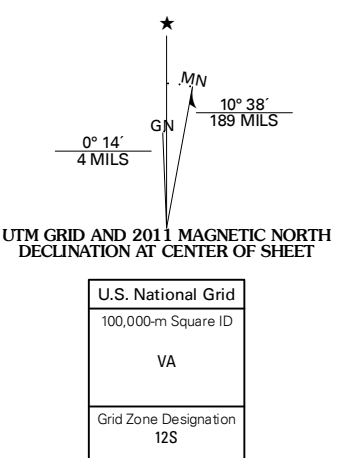 ★
MN
10° 38´
189 MILS
GN
0° 14´
4 MILS
UTM GRID AND 2011 MAGNETIC NORTH
DECLINATION AT CENTER OF SHEET
U.S. National Grid
100,000-m Square ID
VA
Grid Zone Designation
12S